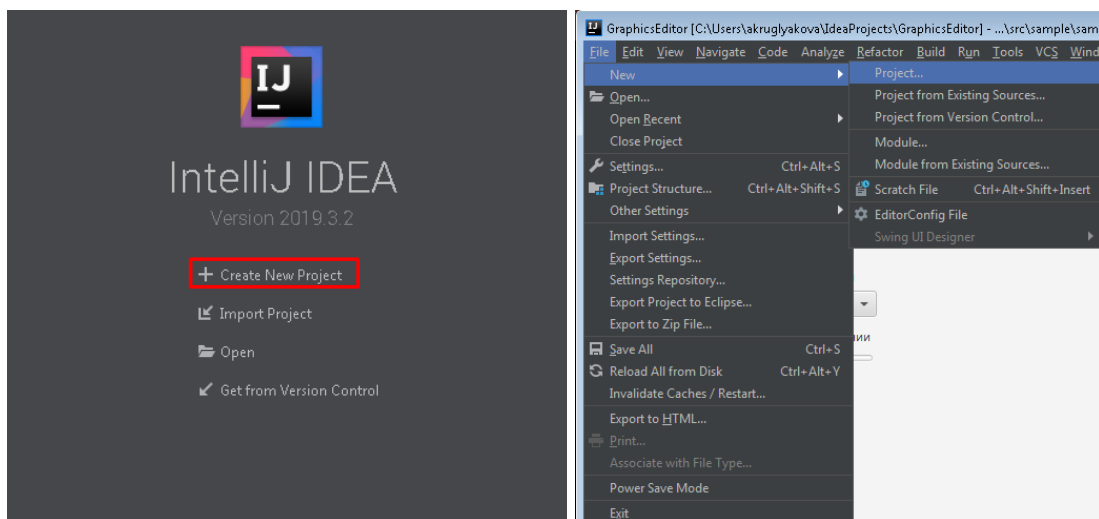 IJ
IntelliJ IDEA
Version 2019.3.2
Create New Project
Import Project
Open
Get from Version Control
IJ GraphicsEditor [C:\Users\akruglyakova\IdeaProjects\GraphicsEditor] - ...\src\sample\sam
File Edit View Navigate Code Analyze Refactor Build Run Tools VCS Wind
New
Open...
Open Recent
Close Project
Settings... Ctrl+Alt+S
Project Structure... Ctrl+Alt+Shift+S
Other Settings
Import Settings...
Export Settings...
Settings Repository...
Export Project to Eclipse...
Export to Zip File...
Save All Ctrl+S
Reload All from Disk Ctrl+Alt+Y
Invalidate Caches / Restart...
Export to HTML...
Print...
Associate with File Type...
Power Save Mode
Exit
Project...
Project from Existing Sources...
Project from Version Control...
Module...
Module from Existing Sources...
Scratch File Ctrl+Alt+Shift+Insert
EditorConfig File
Swing UI Designer
нии